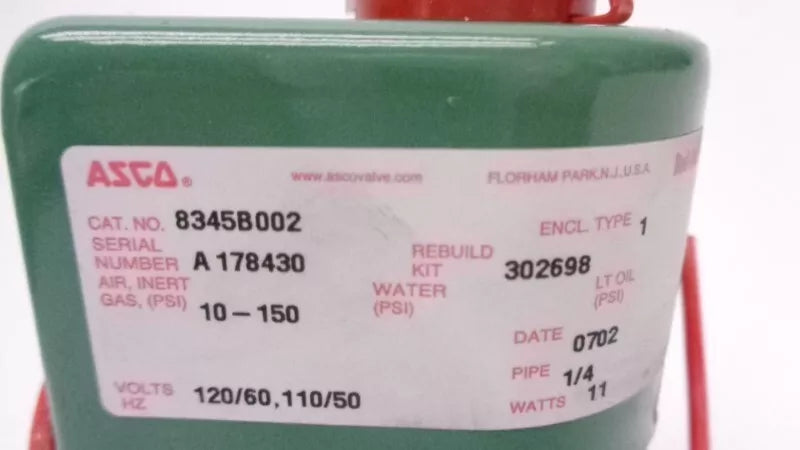 ASCO® www.ascovalve.com FLORHAM PARK, N.J., U.S.A.
CAT. NO. 8345B002 ENCL. TYPE 1
SERIAL NUMBER A 178430 REBUILD KIT 302698
AIR, INERT GAS, (PSI) 10-150 WATER (PSI) LT OIL (PSI)
DATE 0702
PIPE 1/4
VOLTS HZ 120/60,110/50 WATTS 11